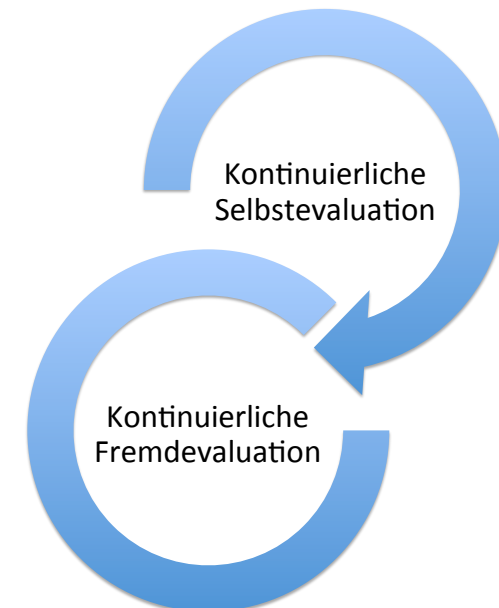 Kontinuierliche
Selbstevaluation
Kontinuierliche
Fremdevaluation